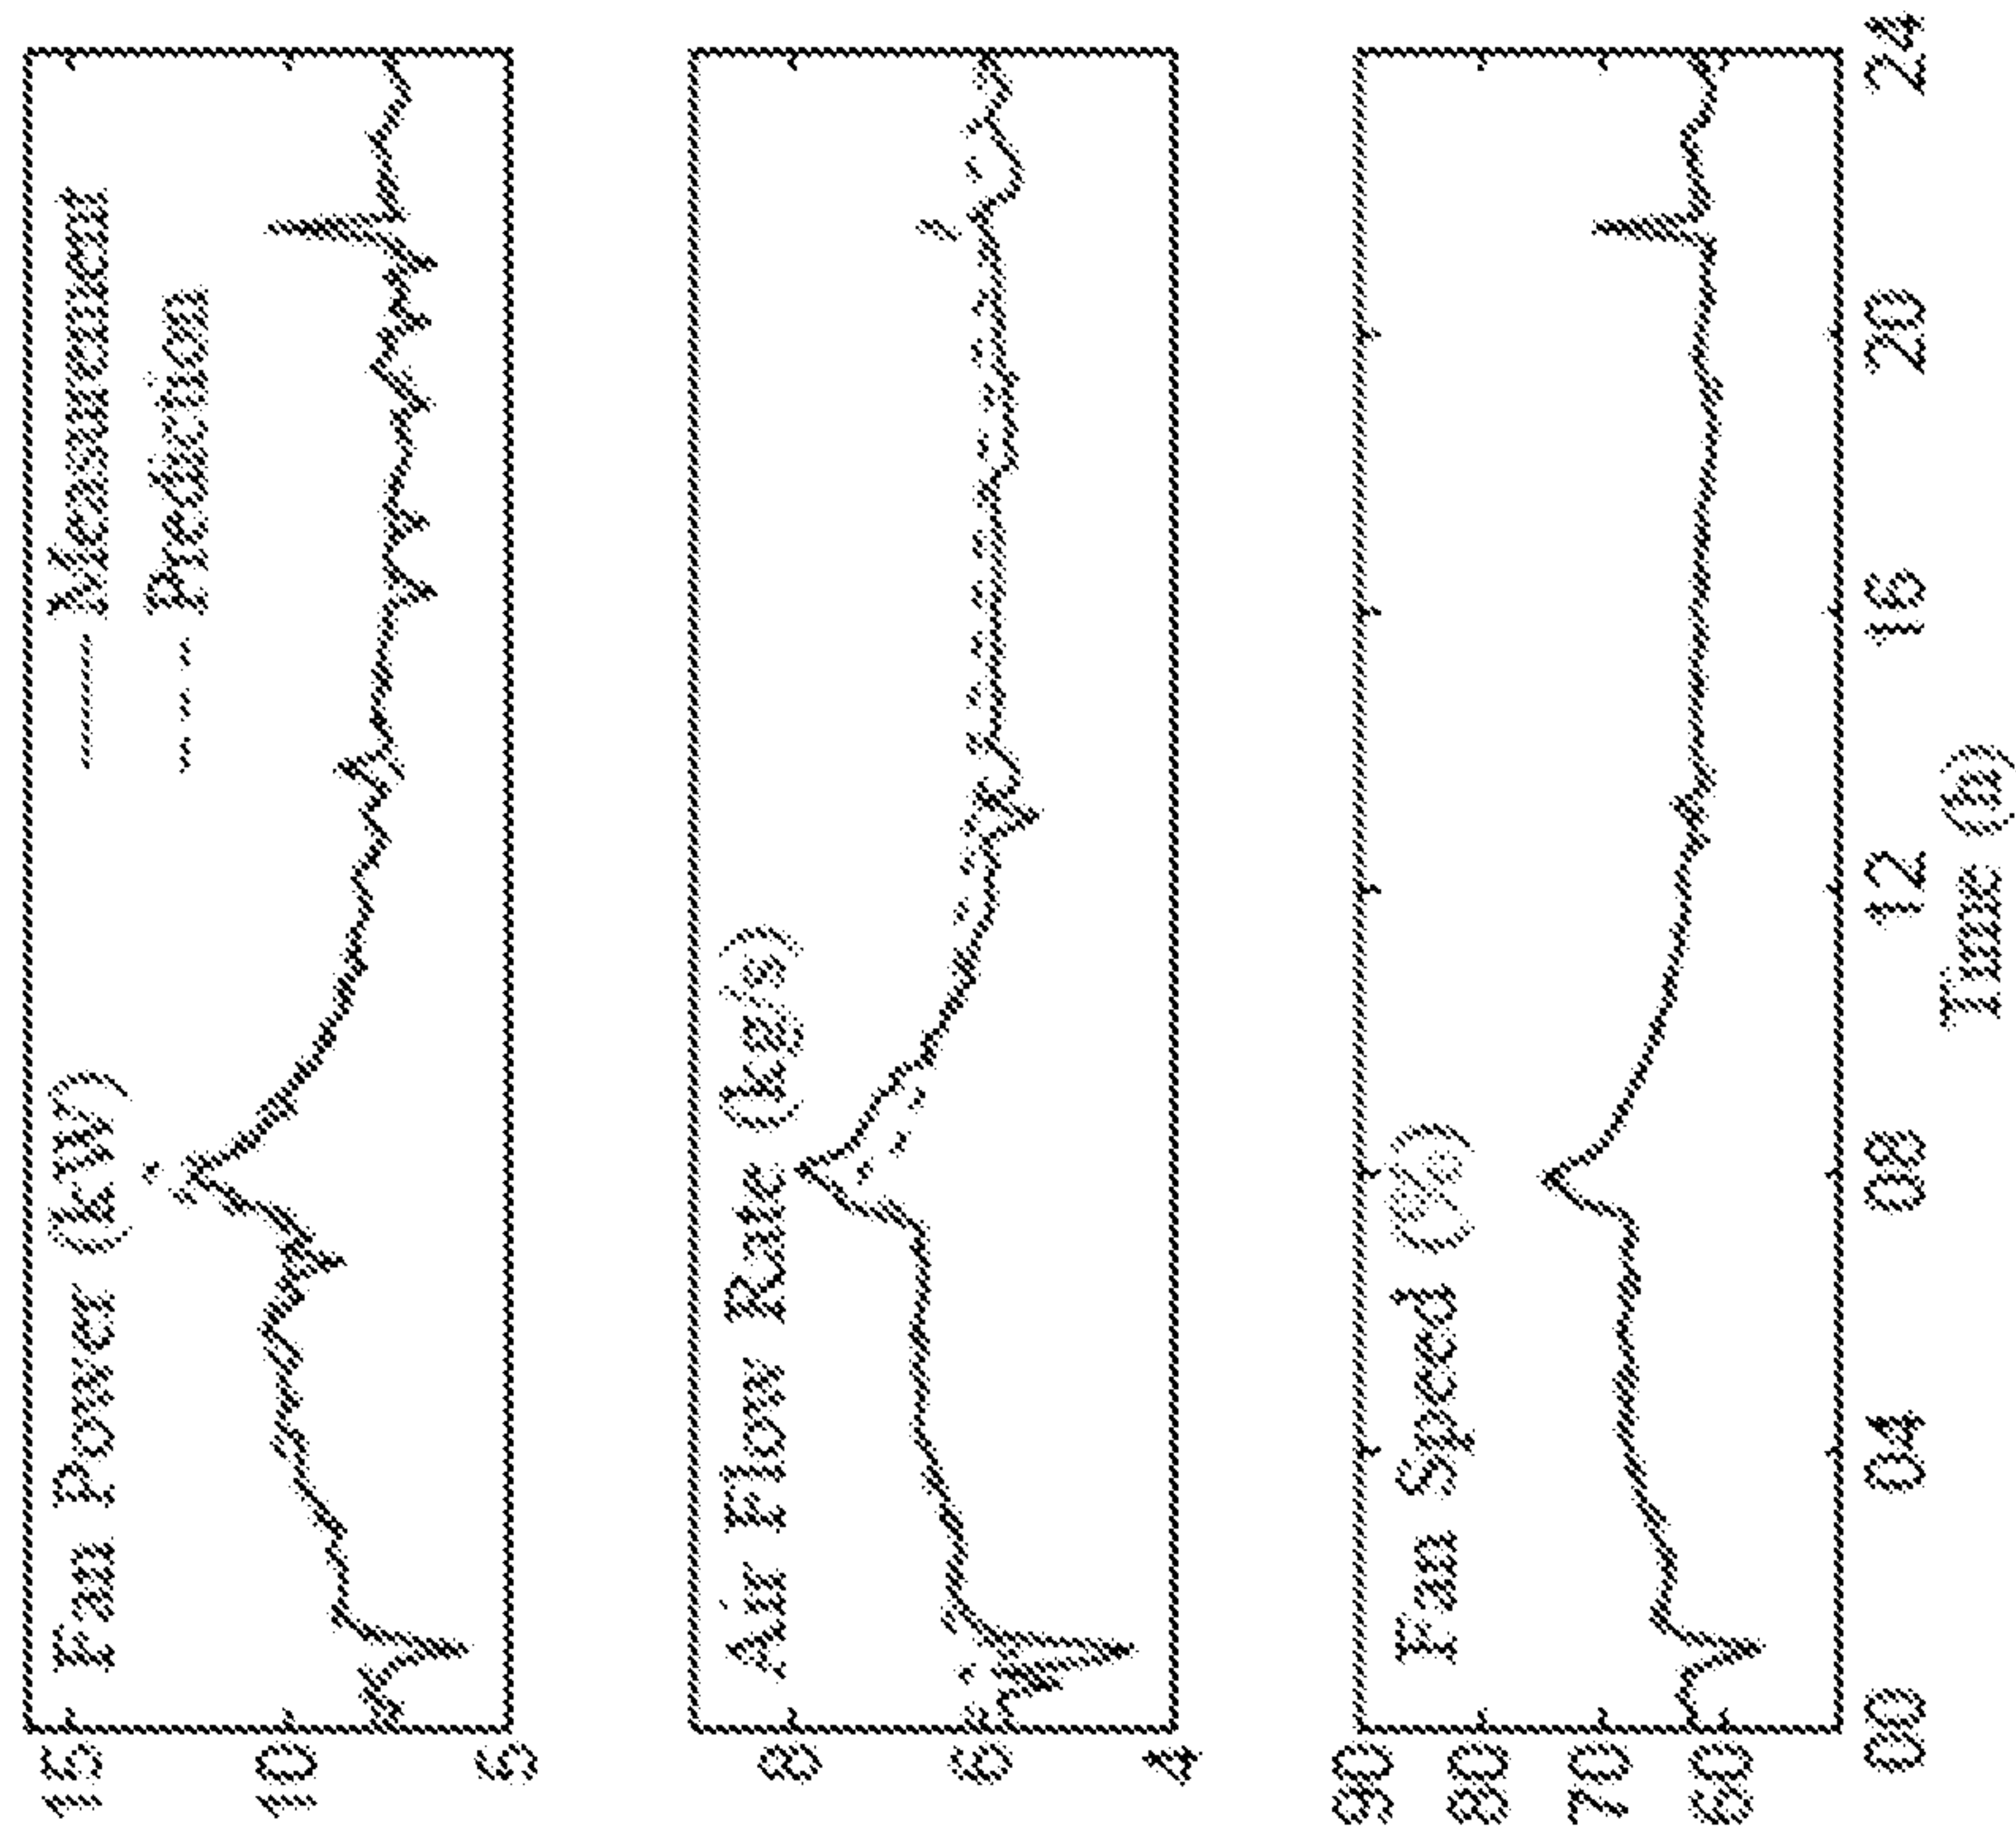 Fan Power (kW)
Measurement
Prediction
15
10
5
Air Flow Rate (kg/s)
8
6
4
Fan Speed (%)
90
80
70
60
00 04 08 12 16 20 24
Time (h)